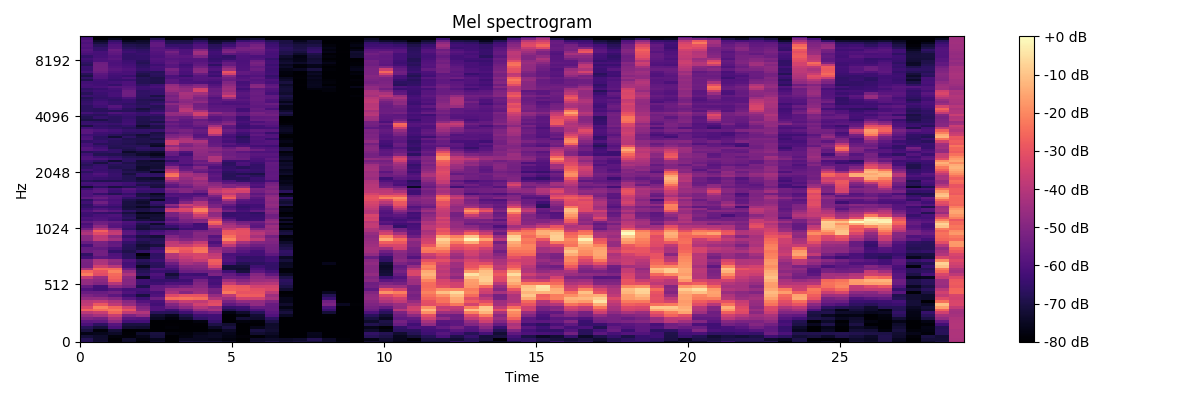 Mel spectrogram
+0 dB
8192
-10 dB
4096
-20 dB
-30 dB
2048
Hz
-40 dB
1024
-50 dB
-60 dB
512
-70 dB
0
-80 dB
0 5 10 15 20 25
Time